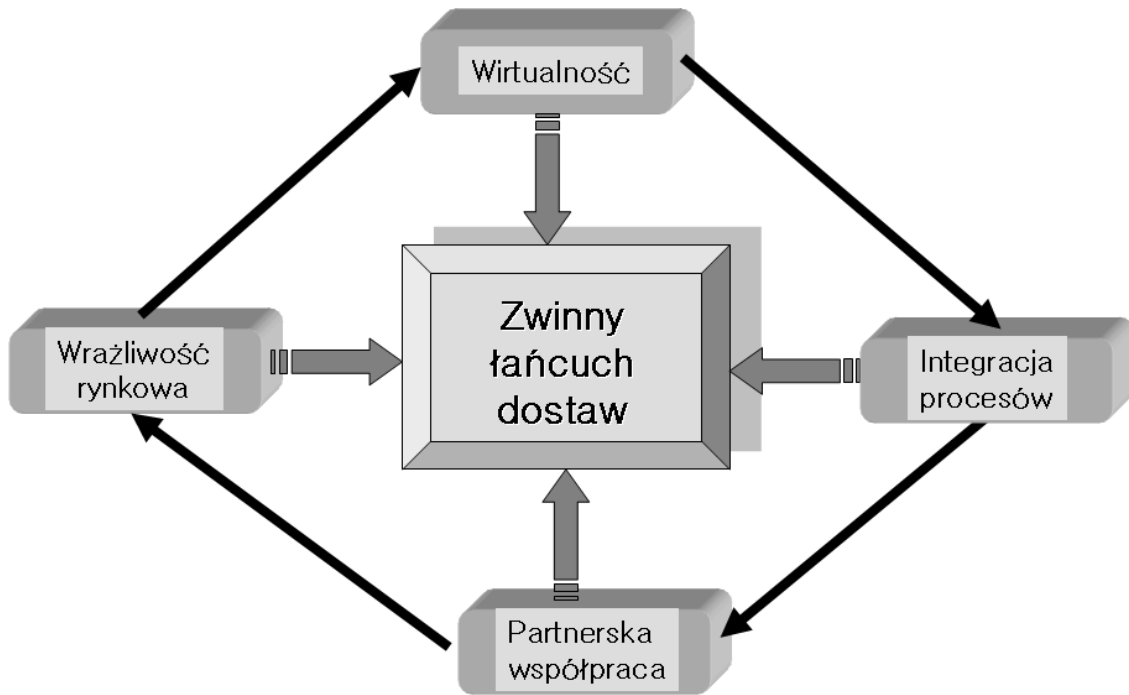 Wirtualność
Zwinny
łańcuch
dostaw
Wrażliwość
rynkowa
Integracja
procesów
Partnerska
współpraca